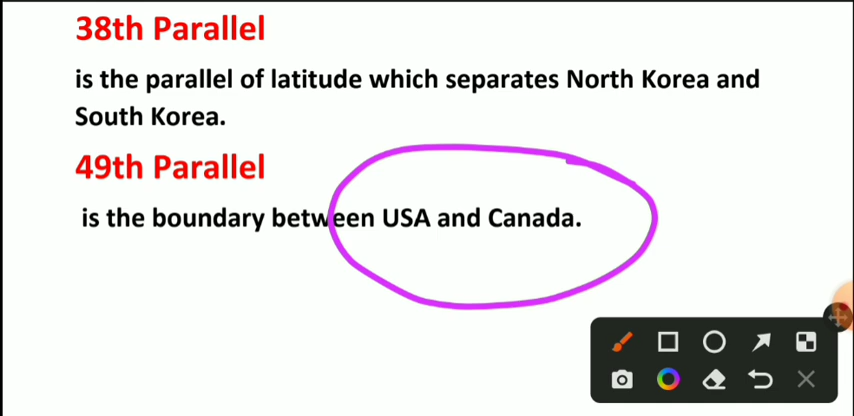 38th Parallel
is the parallel of latitude which separates North Korea and
South Korea.
49th Parallel
is the boundary between USA and Canada.